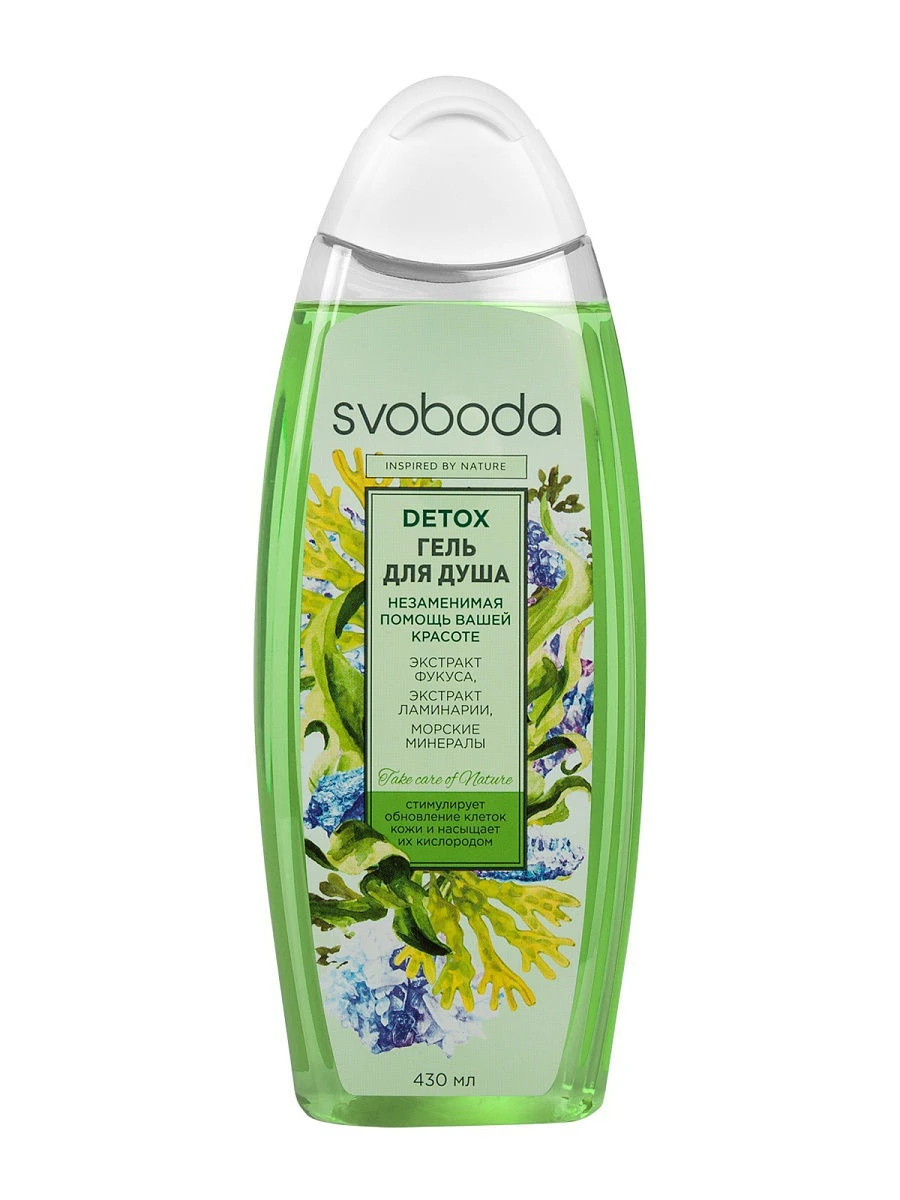 svoboda
INSPIRED BY NATURE
DETOX
ГЕЛЬ
ДЛЯ ДУША
НЕЗАМЕНИМАЯ
ПОМОЩЬ ВАШЕЙ
КРАСОТЕ
ЭКСТРАКТ
ФУКУСА,
ЭКСТРАКТ
ЛАМИНАРИИ,
МОРСКИЕ
МИНЕРАЛЫ
Take care of Nature
стимулирует
обновление клеток
кожи и насыщает
их кислородом
430 мл